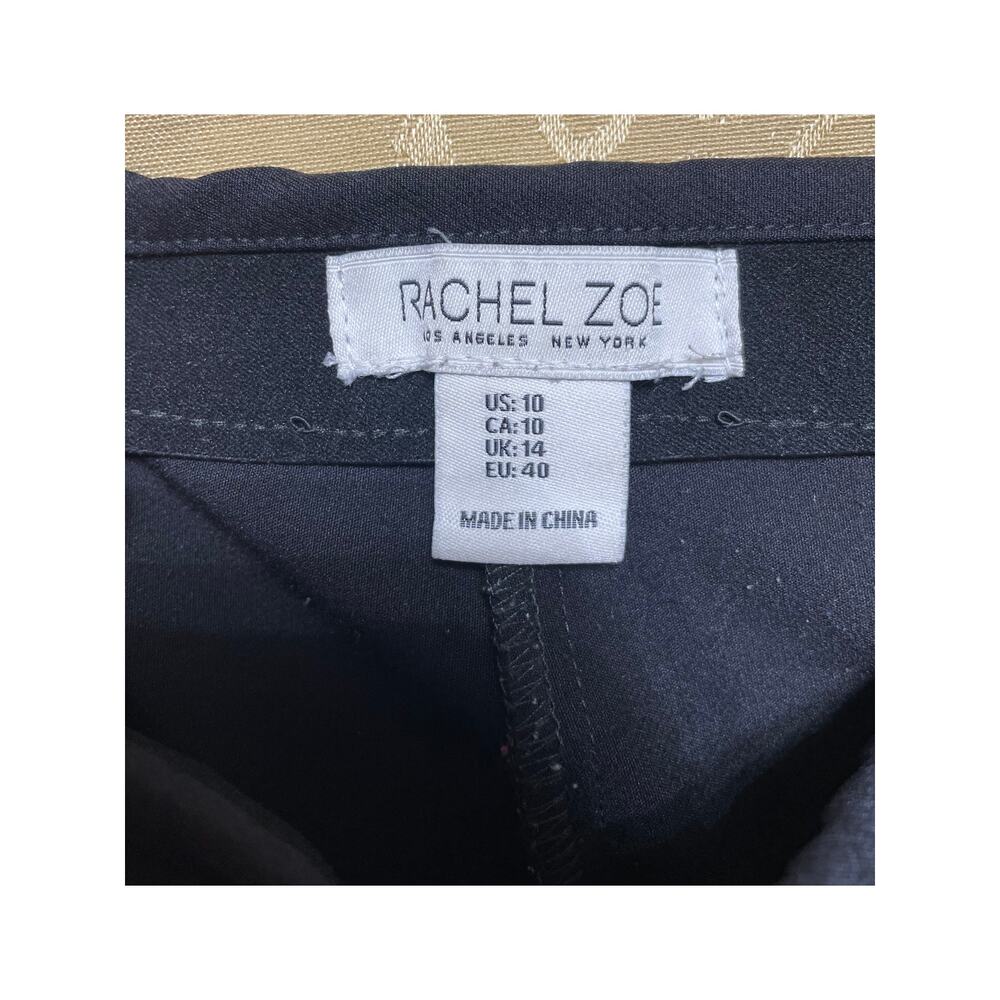 RACHEL ZOE
LOS ANGELES NEW YORK
US: 10
CA: 10
UK: 14
EU: 40
MADE IN CHINA